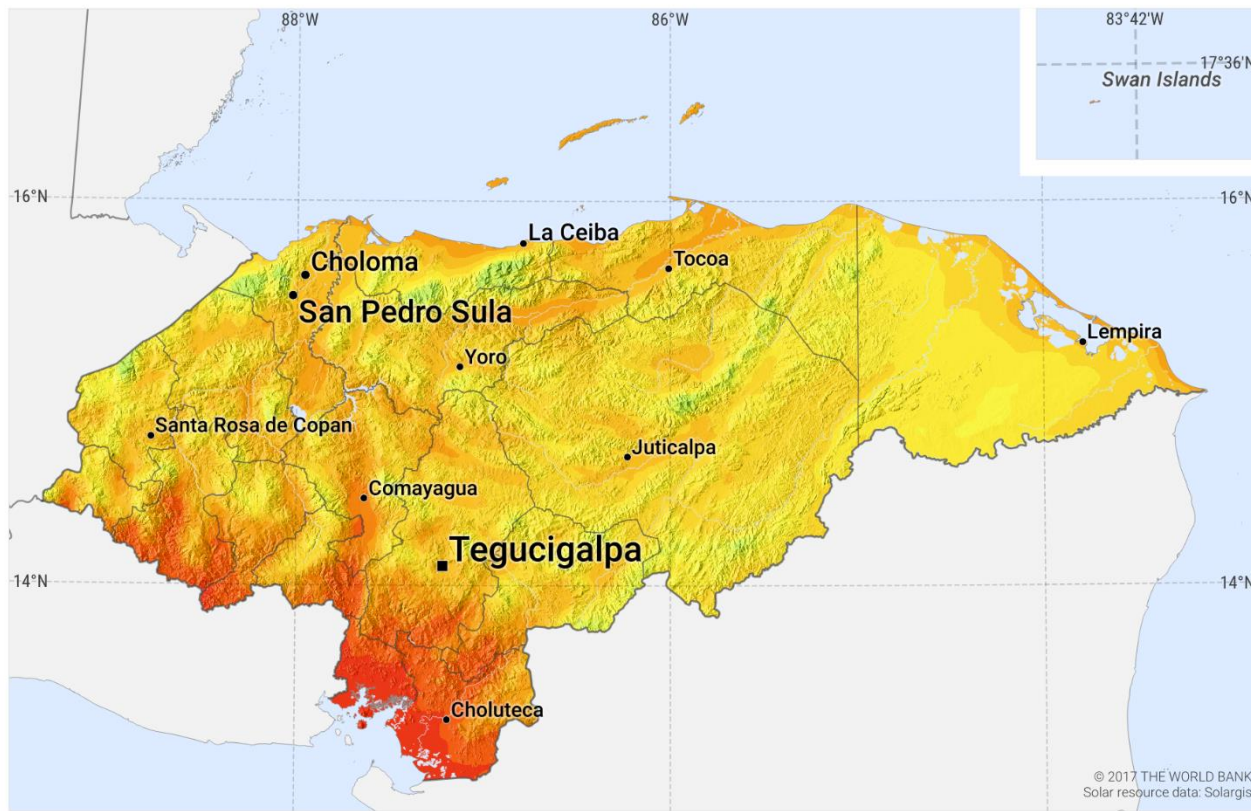 88°W
86°W
83°42'W
17°36'N
Swan Islands
16°N
16°N
La Ceiba
Choloma
Tocoa
San Pedro Sula
Lempira
Yoro
Santa Rosa de Copan
Juticalpa
Comayagua
Tegucigalpa
14°N
14°N
Choluteca
© 2017 THE WORLD BANK
Solar resource data: Solargis